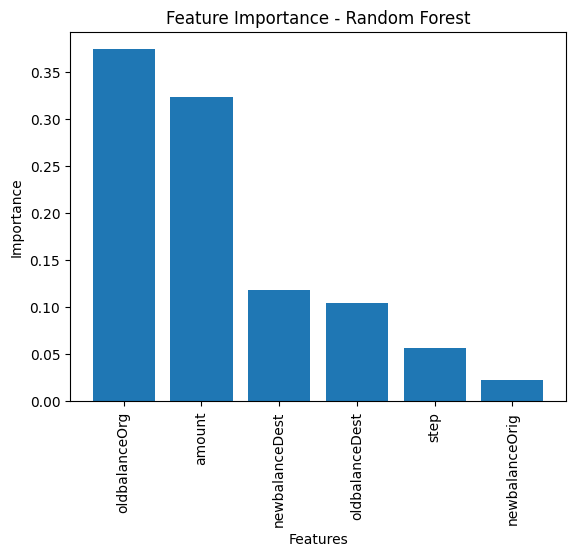 Feature Importance - Random Forest
Importance
0.35
0.30
0.25
0.20
0.15
0.10
0.05
0.00
oldbalanceOrg
amount
newbalanceDest
oldbalanceDest
step
newbalanceOrig
Features